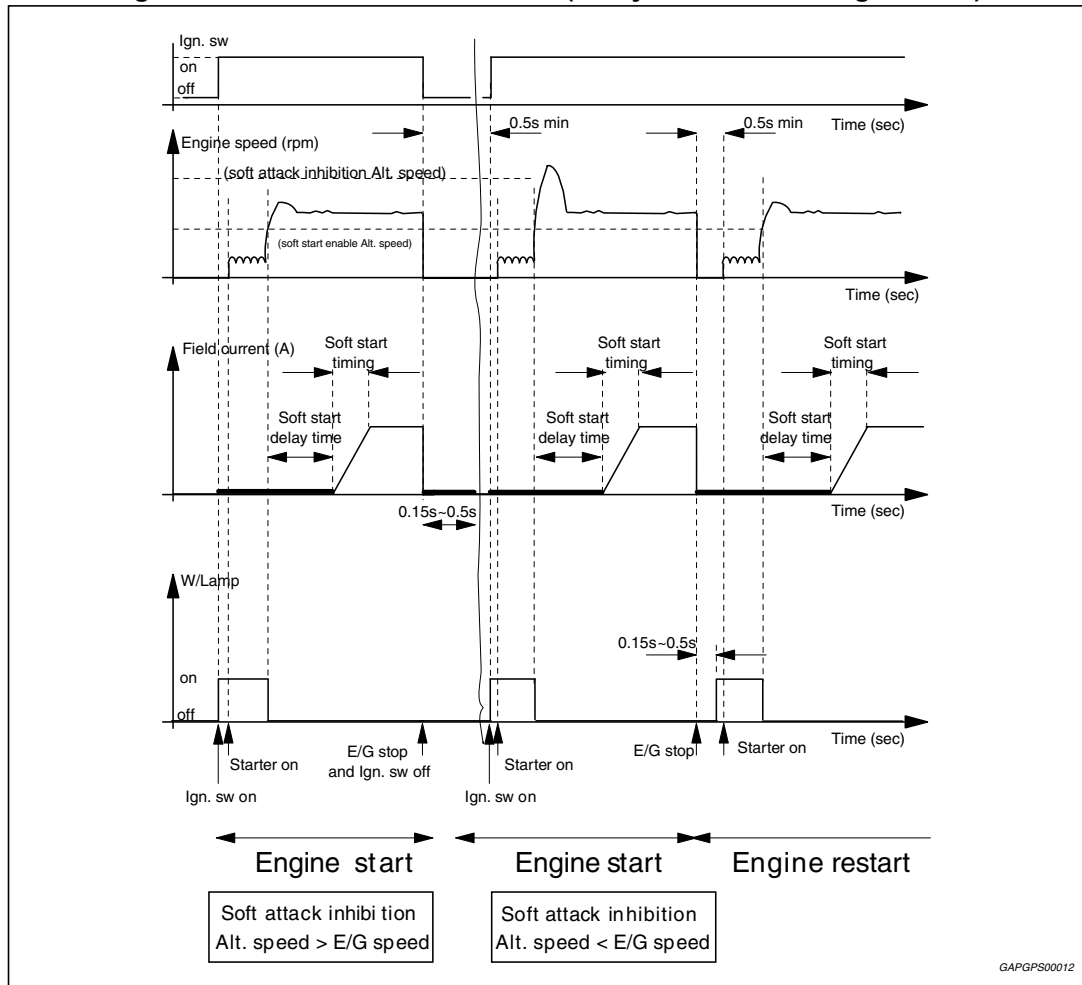 Ign. sw
on
off
Time (sec)
0.5s min
0.5s min
Engine speed (rpm)
(soft attack inhibition Alt. speed)
(soft start enable Alt. speed)
Time (sec)
Field current (A)
Soft start
timing
Soft start
timing
Soft start
timing
Soft start
delay time
Soft start
delay time
Soft start
delay time
Time (sec)
0.15s~0.5s
W/Lamp
0.15s~0.5s
on
off
Time (sec)
Starter on
E/G stop
and Ign. sw off
Starter on
E/G stop
Starter on
Ign. sw on
Ign. sw on
Engine start
Engine start
Engine restart
Soft attack inhibi tion
Alt. speed > E/G speed
Soft attack inhibition
Alt. speed < E/G speed
GAPGPS00012